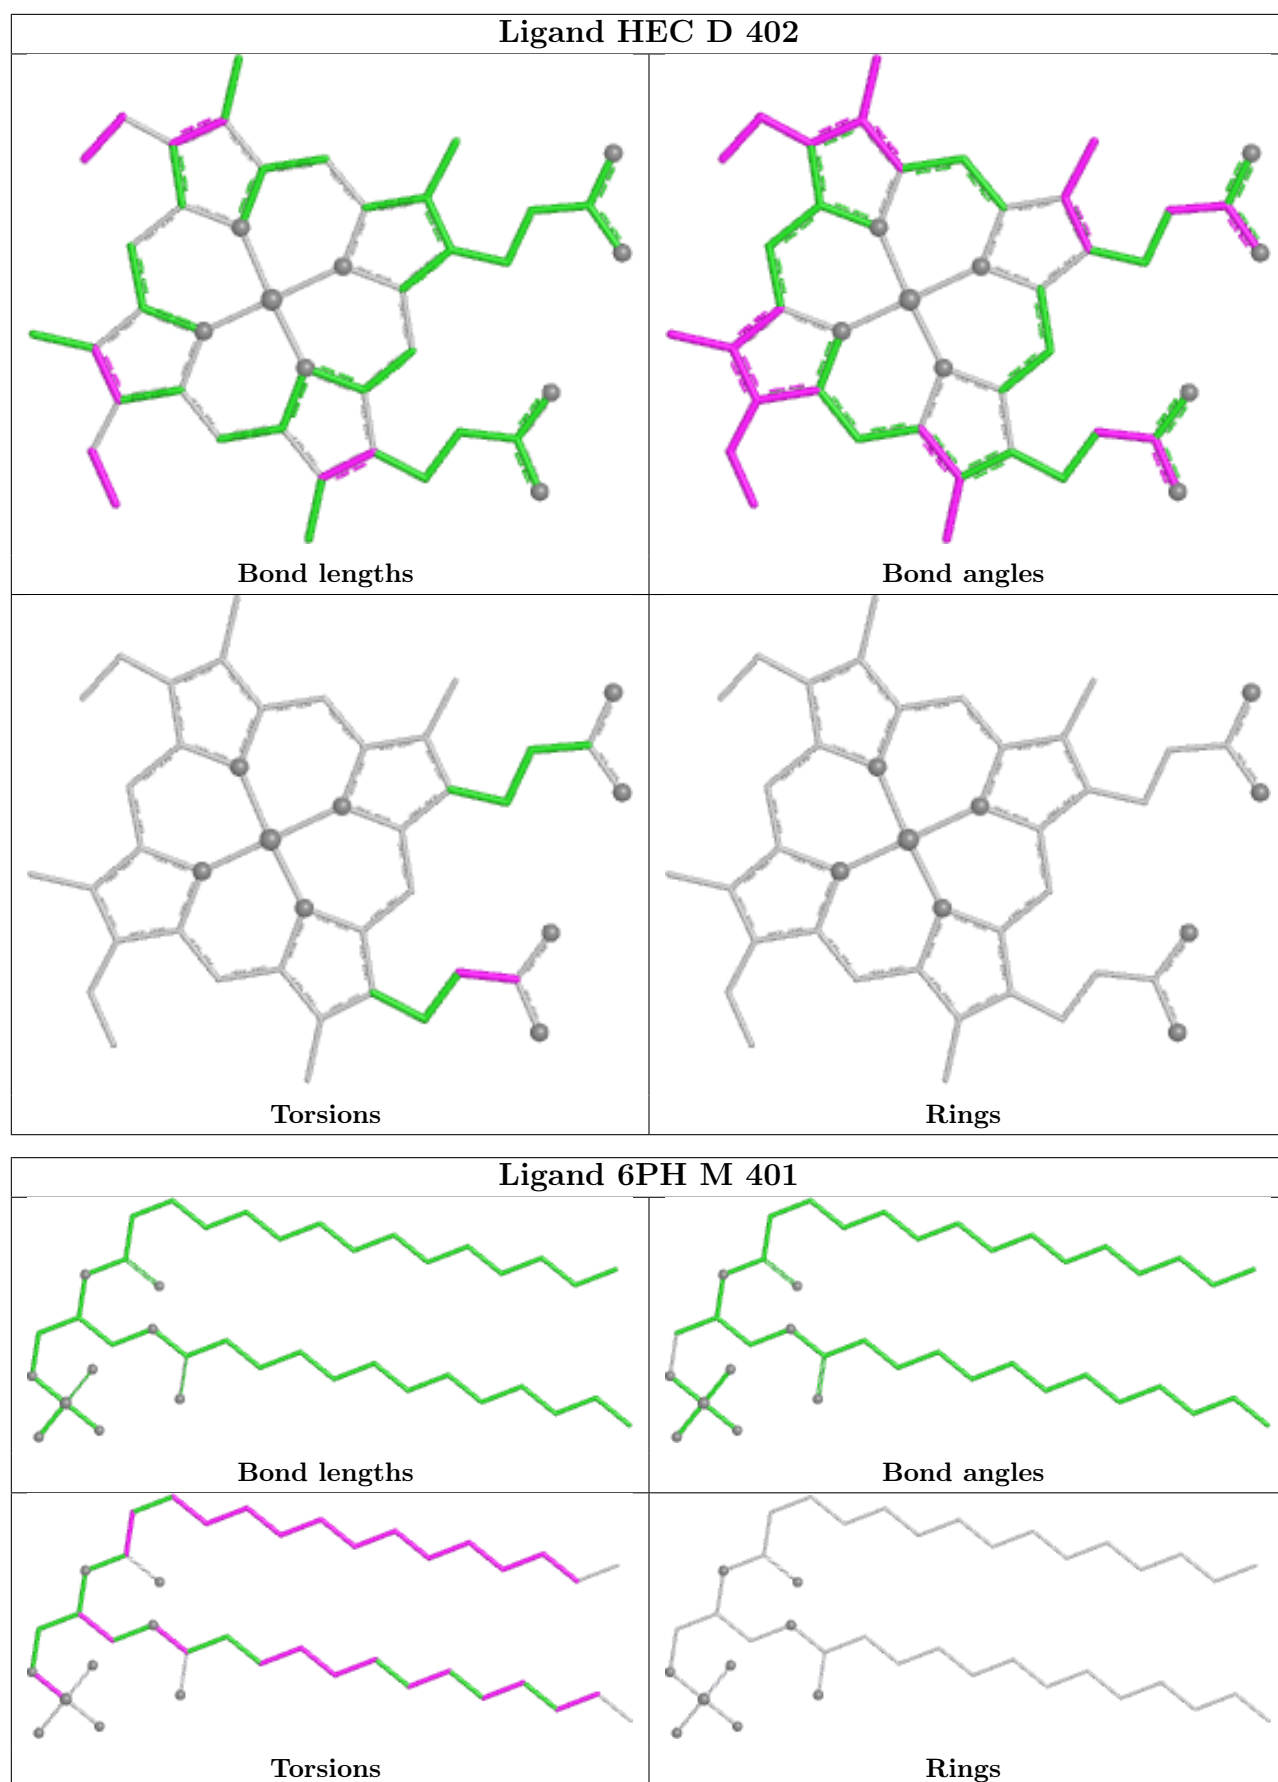 Ligand HEC D 402
Bond lengths
Bond angles
Torsions
Rings
Ligand 6PH M 401
Bond lengths
Bond angles
Torsions
Rings